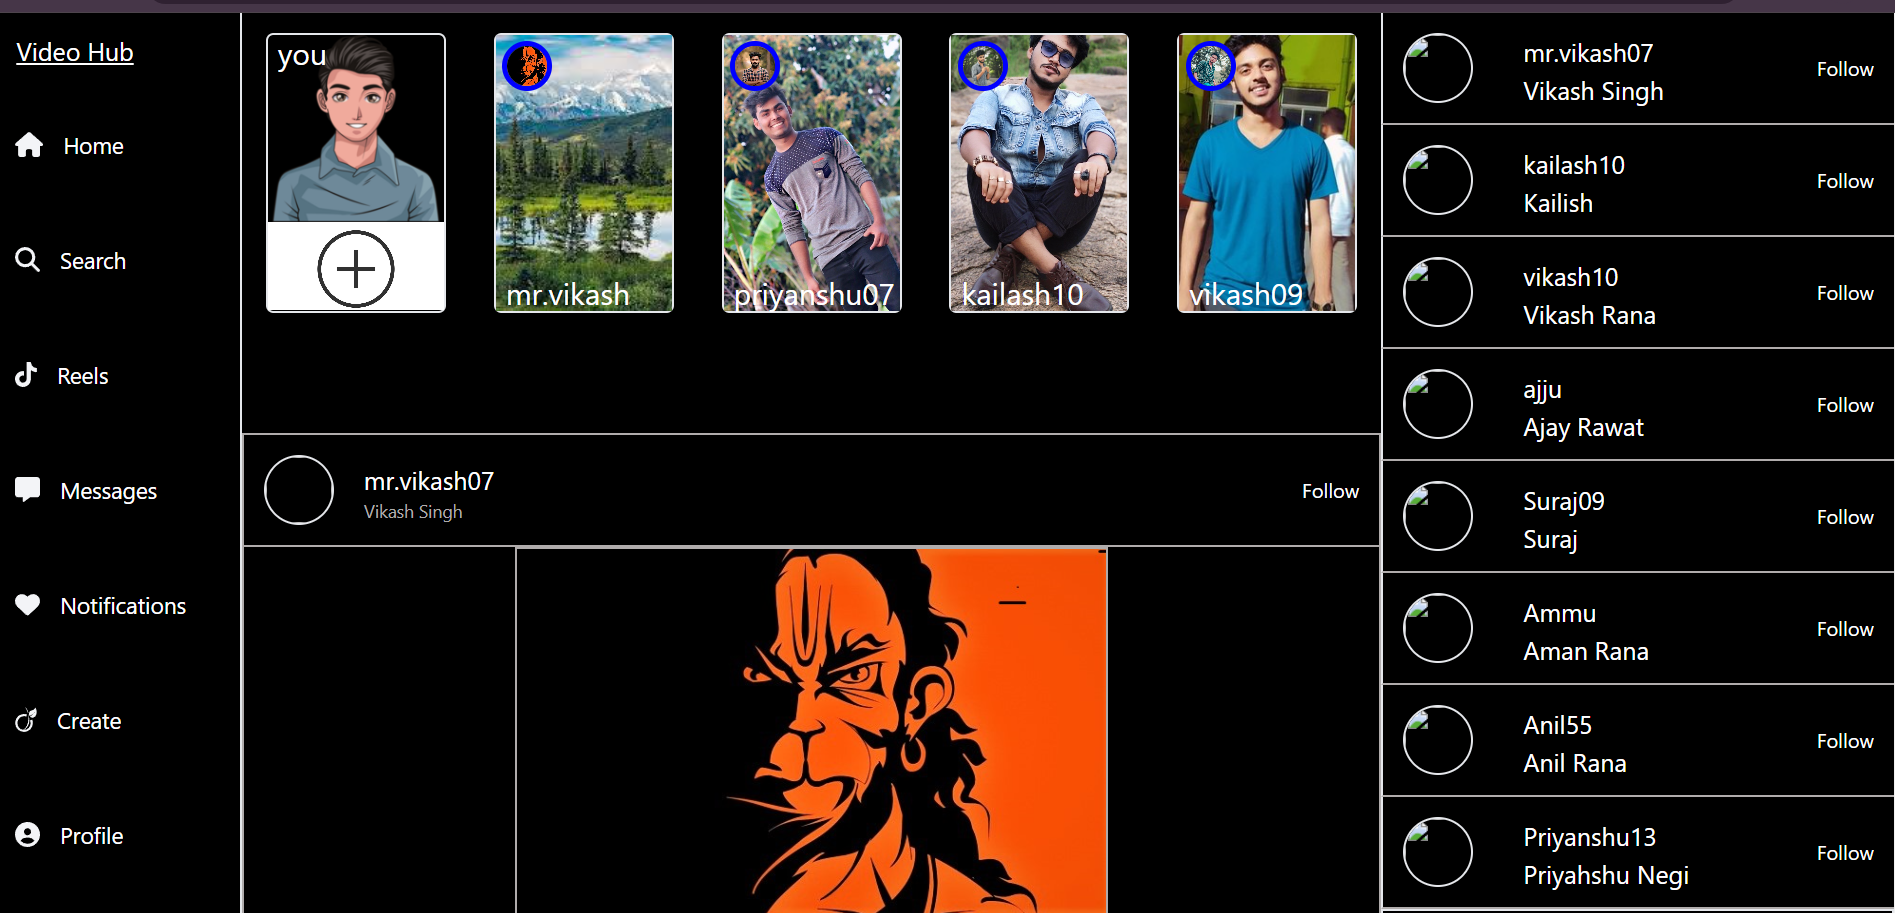 Video Hub
Home
Search
Reels
Messages
Notifications
Create
Profile
you
mr.vikash
priyanshu07
kailash10
vikash09
mr.vikash07
Vikash Singh
Follow
mr.vikash07
Vikash Singh
Follow
kailash10
Kailish
Follow
vikash10
Vikash Rana
Follow
ajju
Ajay Rawat
Follow
Suraj09
Suraj
Follow
Ammu
Aman Rana
Follow
Anil55
Anil Rana
Follow
Priyanshu13
Priyahshu Negi
Follow